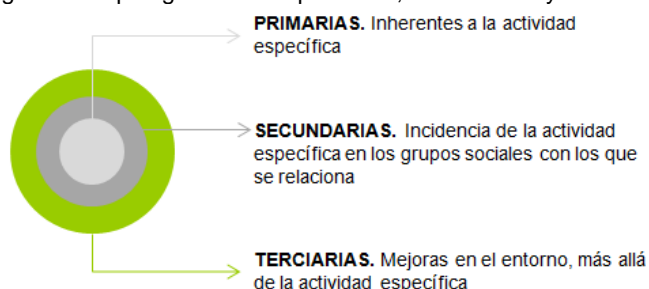 PRIMARIAS. Inherentes a la actividad
específica
SECUNDARIAS. Incidencia de la actividad
específica en los grupos sociales con los que
se relaciona
TERCIARIAS. Mejoras en el entorno, más allá
de la actividad específica